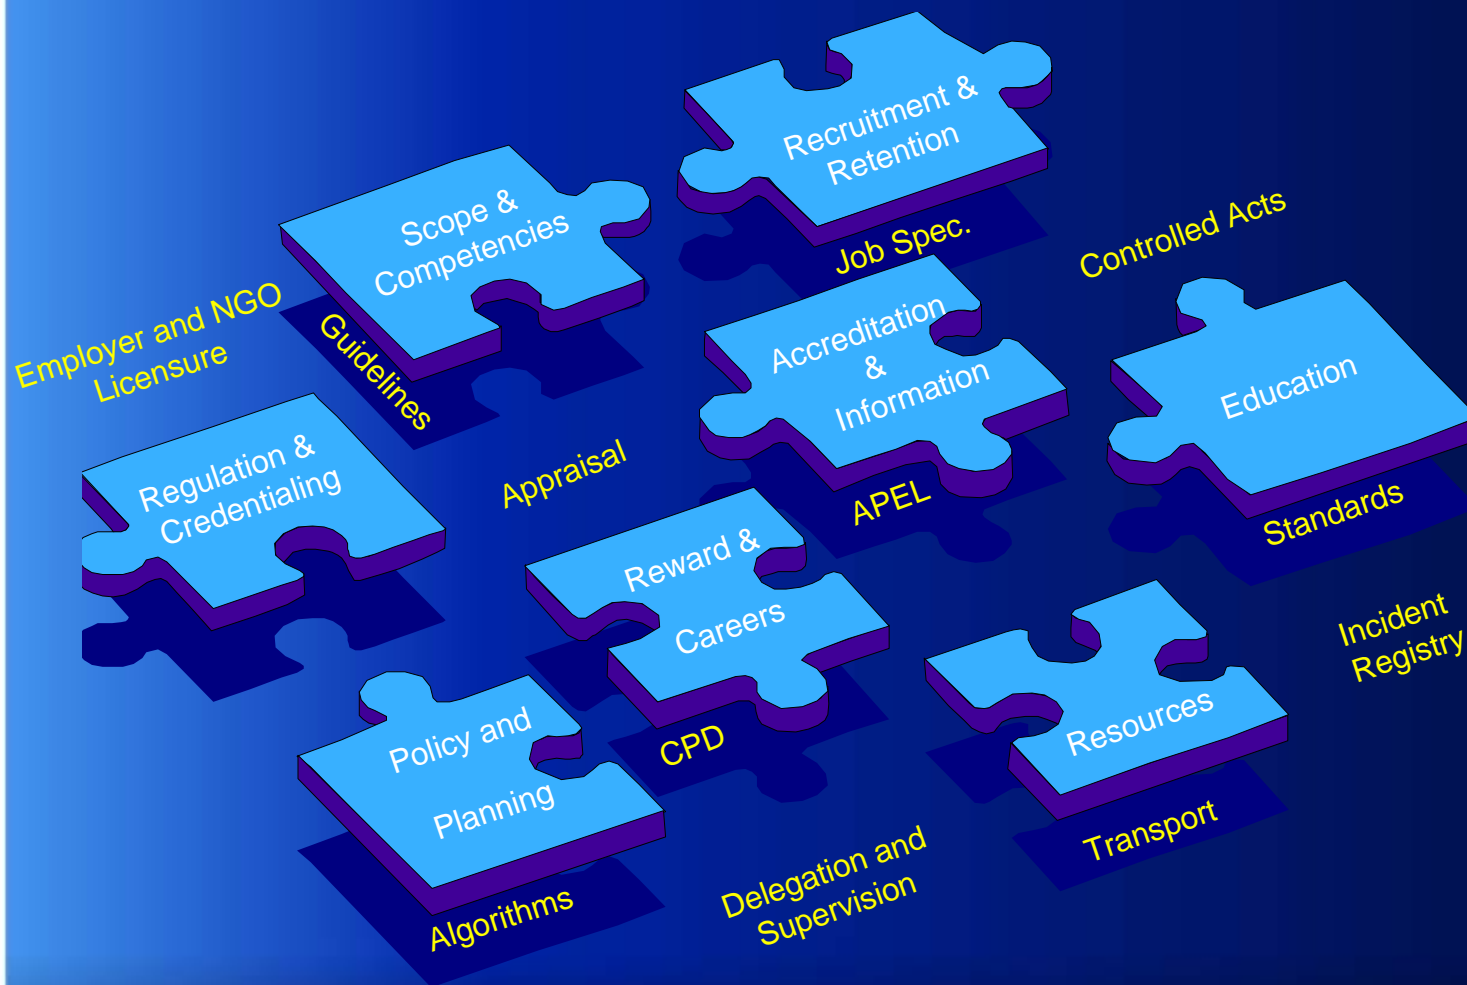 Recruitment &
Retention
Job Spec.
Scope &
Competencies
Guidelines
Controlled Acts
Employer and NGO
Licensure
Accreditation
&
Information
APEL
Education
Standards
Regulation &
Credentialing
Appraisal
Reward &
Careers
CPD
Incident
Registry
Policy and
Planning
Algorithms
Resources
Transport
Delegation and
Supervision